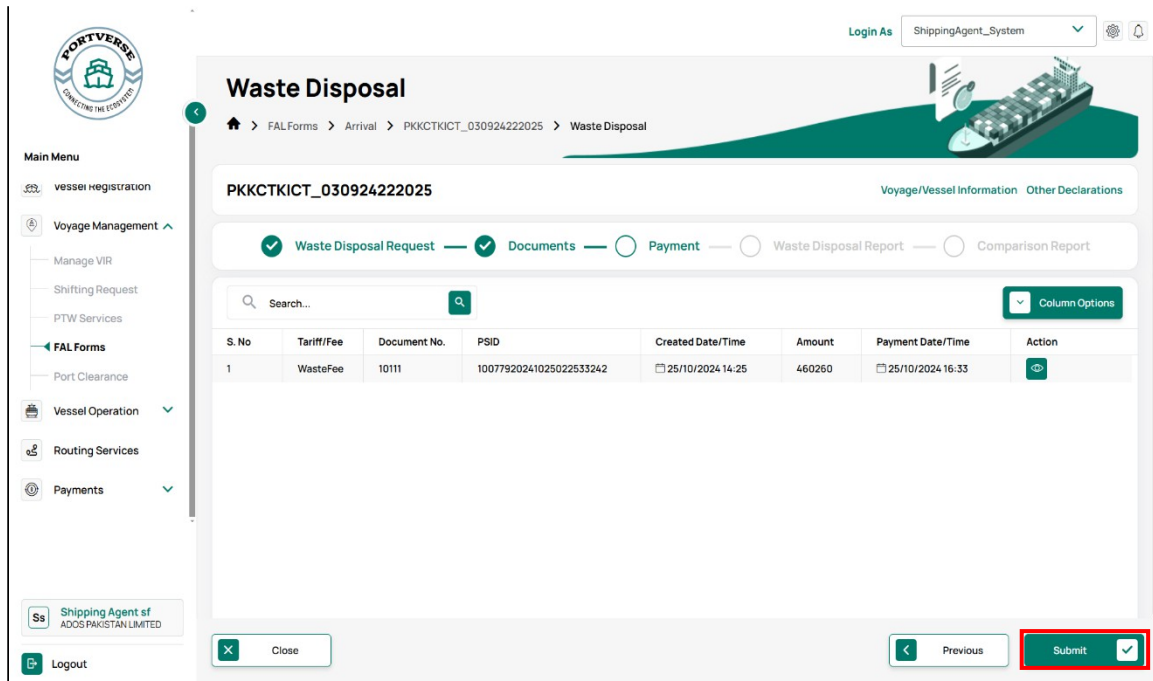 PORTVERSE
CONNECTING THE ECOSYSTEM
Login As
ShippingAgent_System
Waste Disposal
> FAL Forms > Arrival > PKKCTKICT_030924222025 > Waste Disposal
Main Menu
Vessel Registration
Voyage Management
Manage VIR
Shifting Request
PTW Services
FAL Forms
Port Clearance
Vessel Operation
Routing Services
Payments
Ss
Shipping Agent sf
ADOS PAKISTAN LIMITED
Logout
PKKCTKICT_030924222025
Voyage/Vessel Information Other Declarations
Waste Disposal Request Documents Payment Waste Disposal Report Comparison Report
Search...
Column Options
S. No Tariff/Fee Document No. PSID Created Date/Time Amount Payment Date/Time Action
1 WasteFee 10111 10077920241025022533242 25/10/2024 14:25 460260 25/10/2024 16:33
Close
Previous
Submit